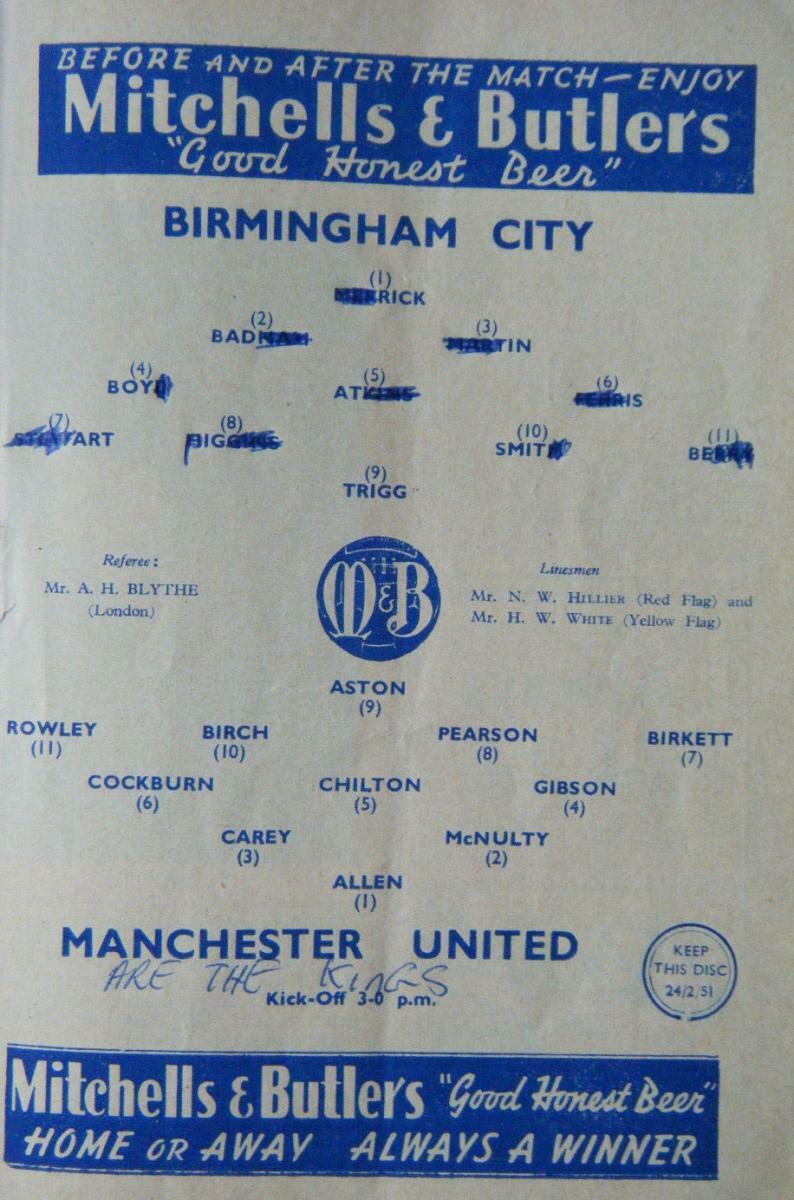 BEFORE AND AFTER THE MATCH—ENJOY
Mitchells & Butlers
"Good Honest Beer"
BIRMINGHAM CITY
(1)
MERRICK
(2) (3)
BADHAM MARTIN
(4) (5) (6)
BOYD ATKINS FERRIS
(7) (8) (10) (11)
STEWART HIGGINS SMITH BERRY
(9)
TRIGG
Referee:
Mr. A. H. BLYTHE
(London)
M&B
Linesmen
Mr. N. W. HILLIER (Red Flag) and
Mr. H. W. WHITE (Yellow Flag)
ASTON
(9)
ROWLEY BIRCH PEARSON BIRKETT
(11) (10) (8) (7)
COCKBURN CHILTON GIBSON
(6) (5) (4)
CAREY McNULTY
(3) (2)
ALLEN
(1)
MANCHESTER UNITED
ARE THE KINGS
Kick-Off 3-0 p.m.
KEEP
THIS DISC
24/2/51
Mitchells & Butlers "Good Honest Beer"
HOME OR AWAY ALWAYS A WINNER